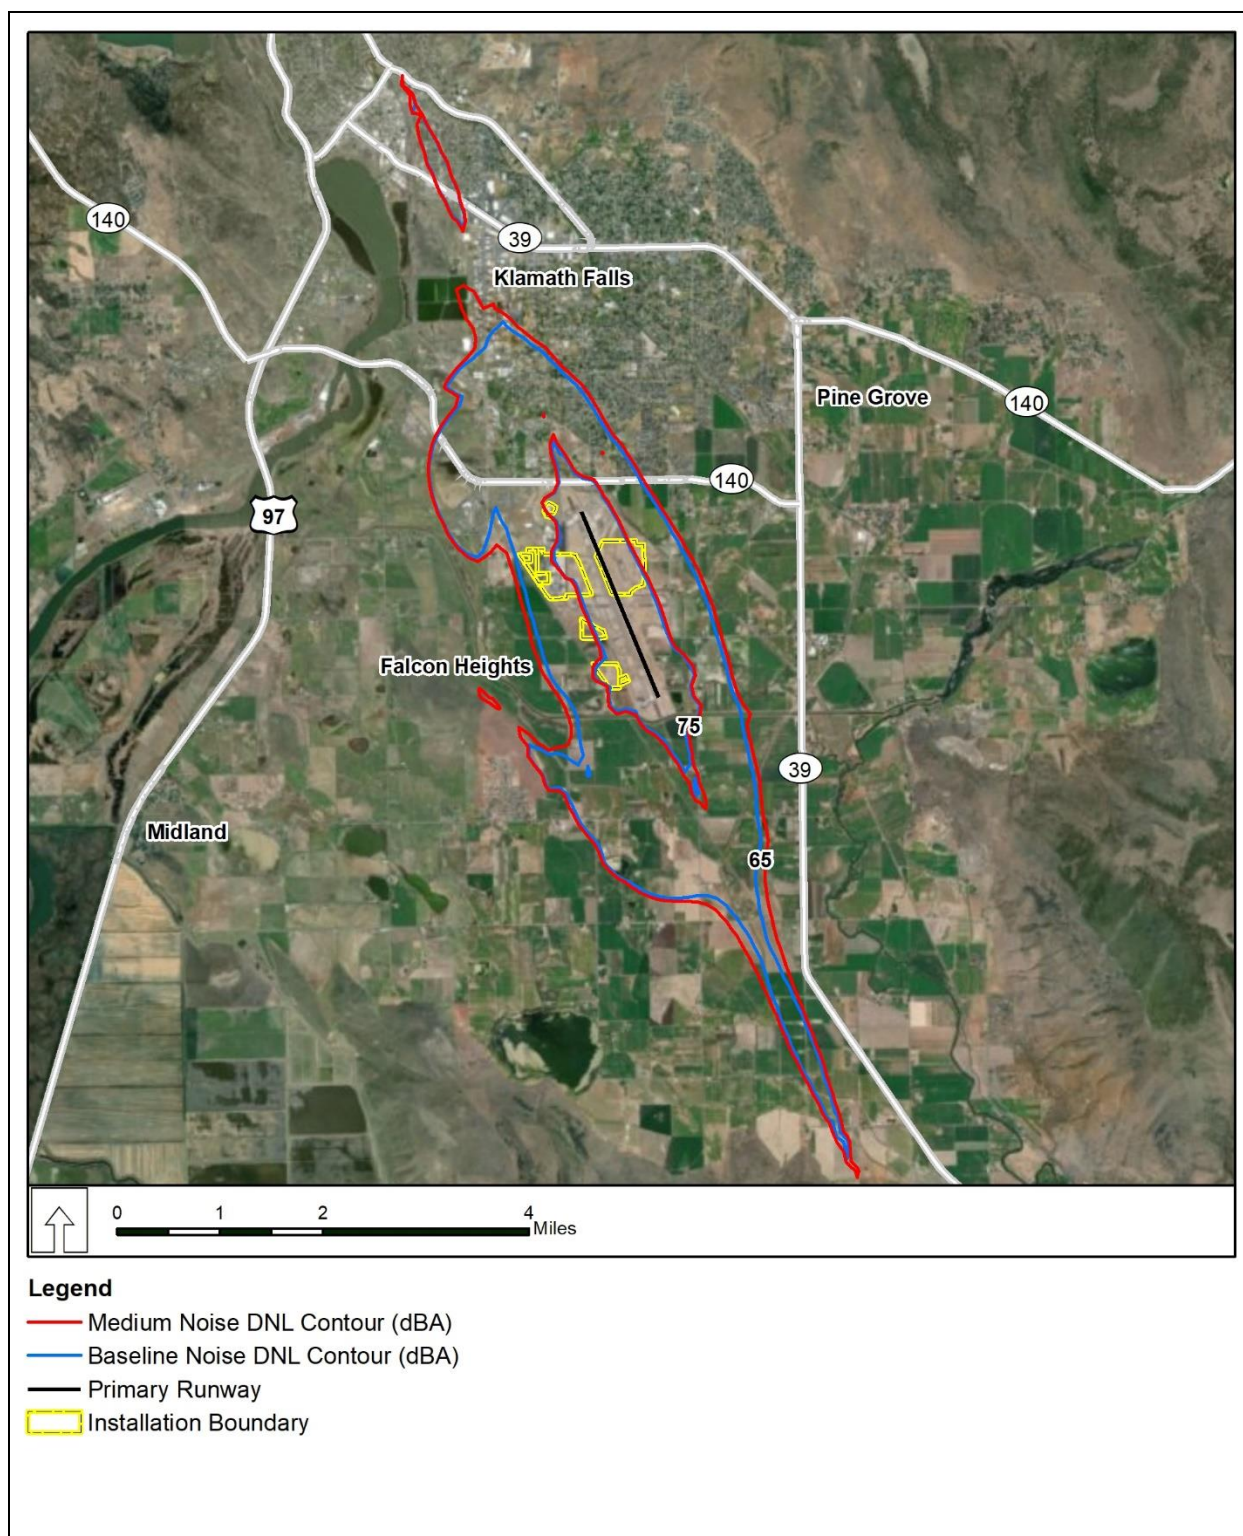 140
39
Klamath Falls
Pine Grove
140
140
97
Falcon Heights
75
39
Midland
65
0 1 2 4
Miles
Legend
Medium Noise DNL Contour (dBA)
Baseline Noise DNL Contour (dBA)
Primary Runway
Installation Boundary